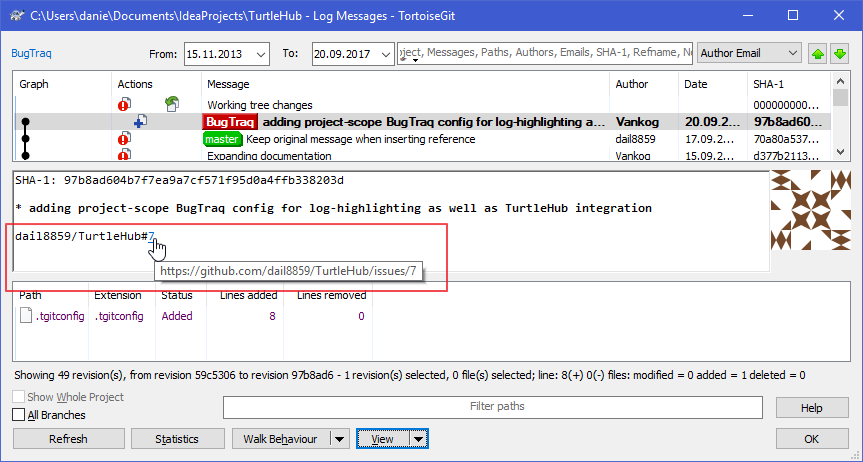 C:\Users\danie\Documents\IdeaProjects\TurtleHub - Log Messages - TortoiseGit
BugTraq From: 15.11.2013 To: 20.09.2017 ject, Messages, Paths, Authors, Emails, SHA-1, Refname, No Author Email
Graph Actions Message Author Date SHA-1
Working tree changes 000000000...
BugTraq adding project-scope BugTraq config for log-highlighting a... Vankog 20.09.2... 97b8ad60...
master Keep original message when inserting reference dail8859 17.09.2... 70a80a537...
Expanding documentation Vankog 15.09.2... d377b2113...
SHA-1: 97b8ad604b7f7ea9a7cf571f95d0a4ffb338203d
* adding project-scope BugTraq config for log-highlighting as well as TurtleHub integration
dail8859/TurtleHub#7
https://github.com/dail8859/TurtleHub/issues/7
Path Extension Status Lines added Lines removed
.tgitconfig .tgitconfig Added 8 0
Showing 49 revision(s), from revision 59c5306 to revision 97b8ad6 - 1 revision(s) selected, 0 file(s) selected; line: 8(+) 0(-) files: modified = 0 added = 1 deleted = 0
Show Whole Project
All Branches
Filter paths
Help
Refresh Statistics Walk Behaviour View OK